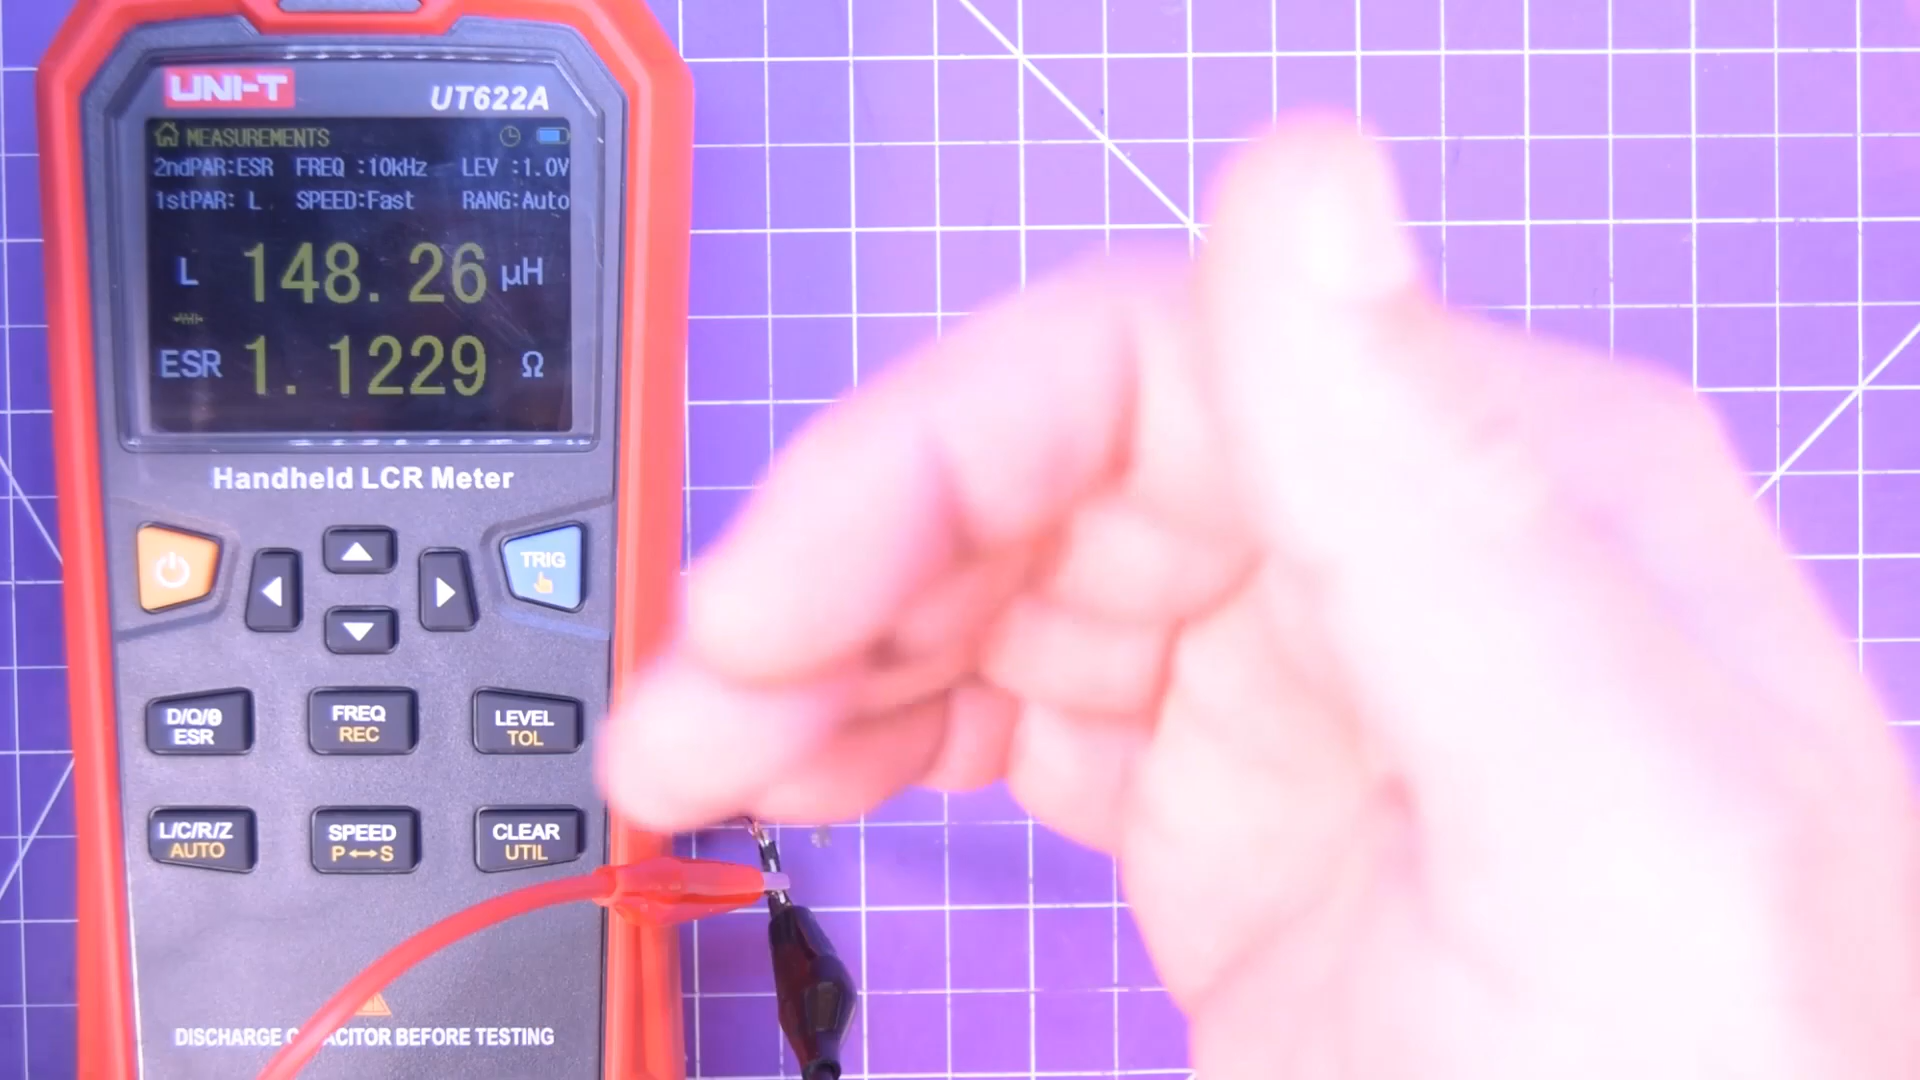 UNI-T
UT622A
MEASUREMENTS
2ndPAR:ESR FREQ :10kHz LEV :1.0V
1stPAR: L SPEED:Fast RANG:Auto
L 148.26 μH
ESR 1.1229 Ω
Handheld LCR Meter
TRIG
D/Q/θ FREQ LEVEL
ESR REC TOL
L/C/R/Z SPEED CLEAR
AUTO P↔S UTIL
DISCHARGE CAPACITOR BEFORE TESTING